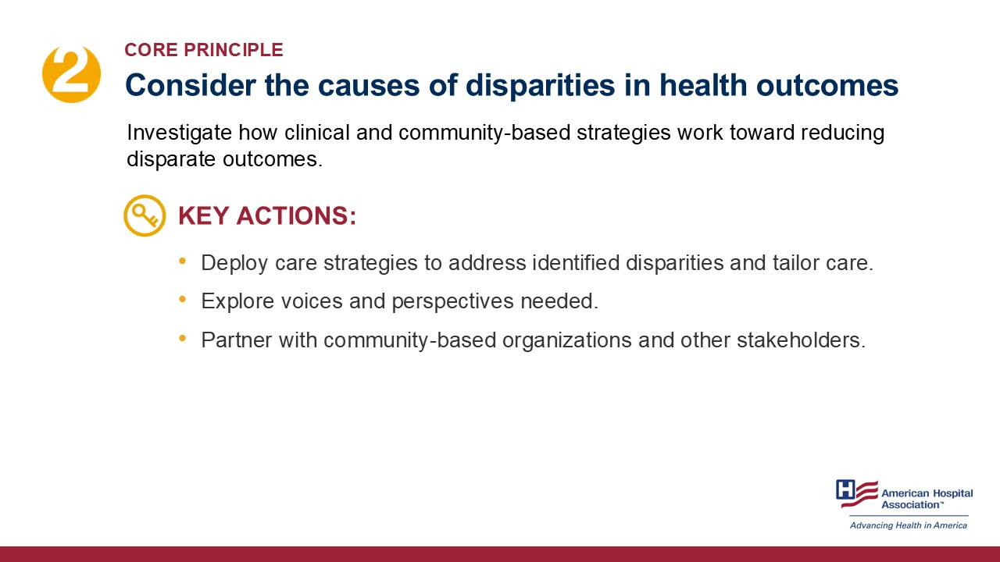 2
CORE PRINCIPLE
Consider the causes of disparities in health outcomes
Investigate how clinical and community-based strategies work toward reducing
disparate outcomes.
KEY ACTIONS:
• Deploy care strategies to address identified disparities and tailor care.
• Explore voices and perspectives needed.
• Partner with community-based organizations and other stakeholders.
H
American Hospital
Association™
Advancing Health in America